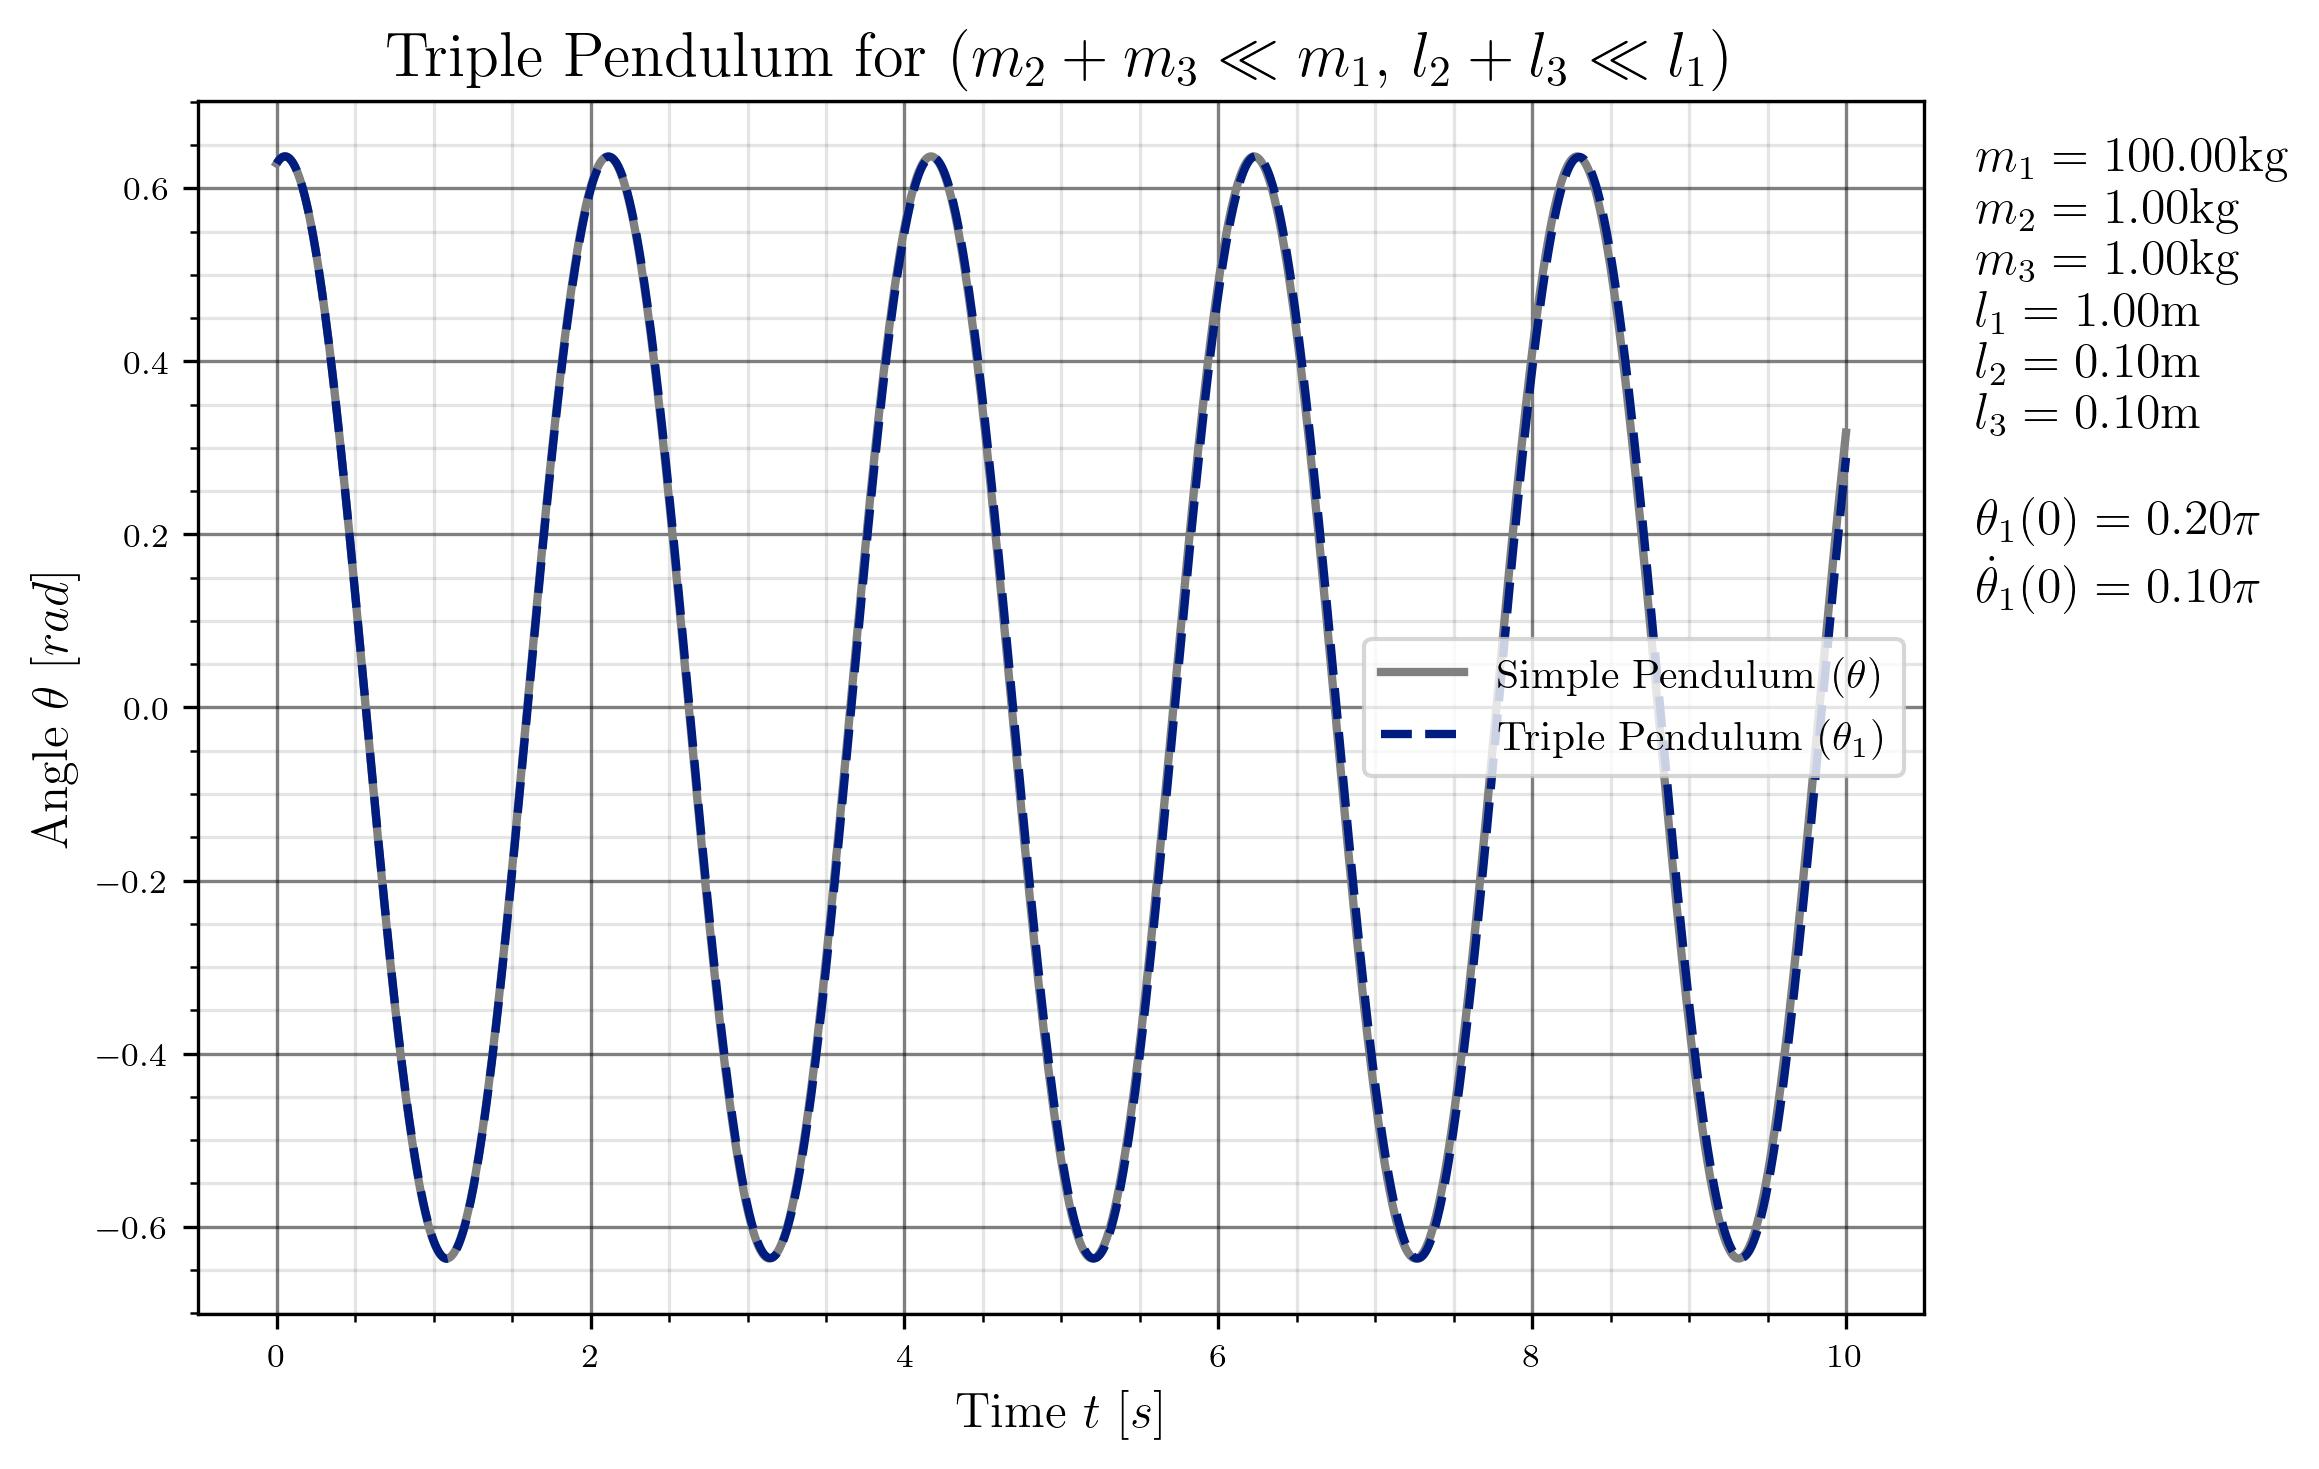 Triple Pendulum for (m₂ + m₃ ≪ m₁, l₂ + l₃ ≪ l₁)
m₁ = 100.00kg
m₂ = 1.00kg
m₃ = 1.00kg
l₁ = 1.00m
l₂ = 0.10m
l₃ = 0.10m
θ₁(0) = 0.20π
θ̇₁(0) = 0.10π
Angle θ [rad]
0.6
0.4
0.2
0.0
−0.2
−0.4
−0.6
Simple Pendulum (θ)
Triple Pendulum (θ₁)
0 2 4 6 8 10
Time t [s]